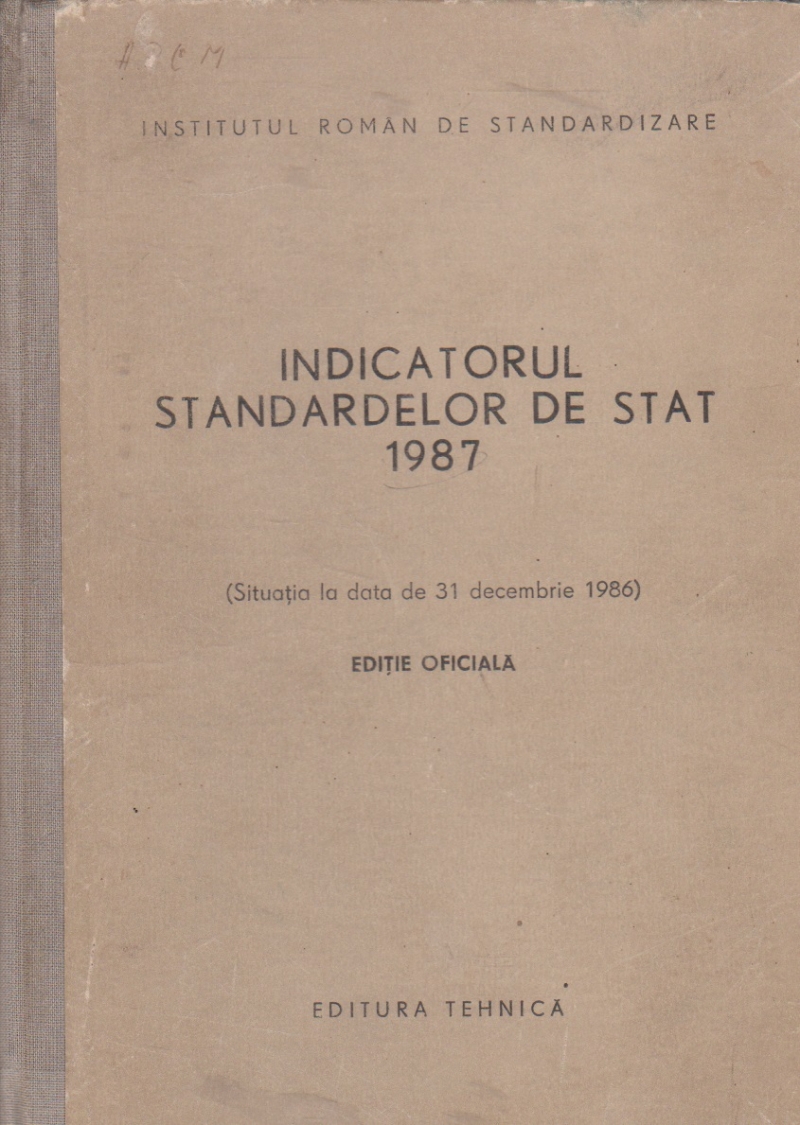 INSTITUTUL ROMÂN DE STANDARDIZARE
INDICATORUL
STANDARDELOR DE STAT
1987
(Situația la data de 31 decembrie 1986)
EDIȚIE OFICIALĂ
EDITURA TEHNICĂ